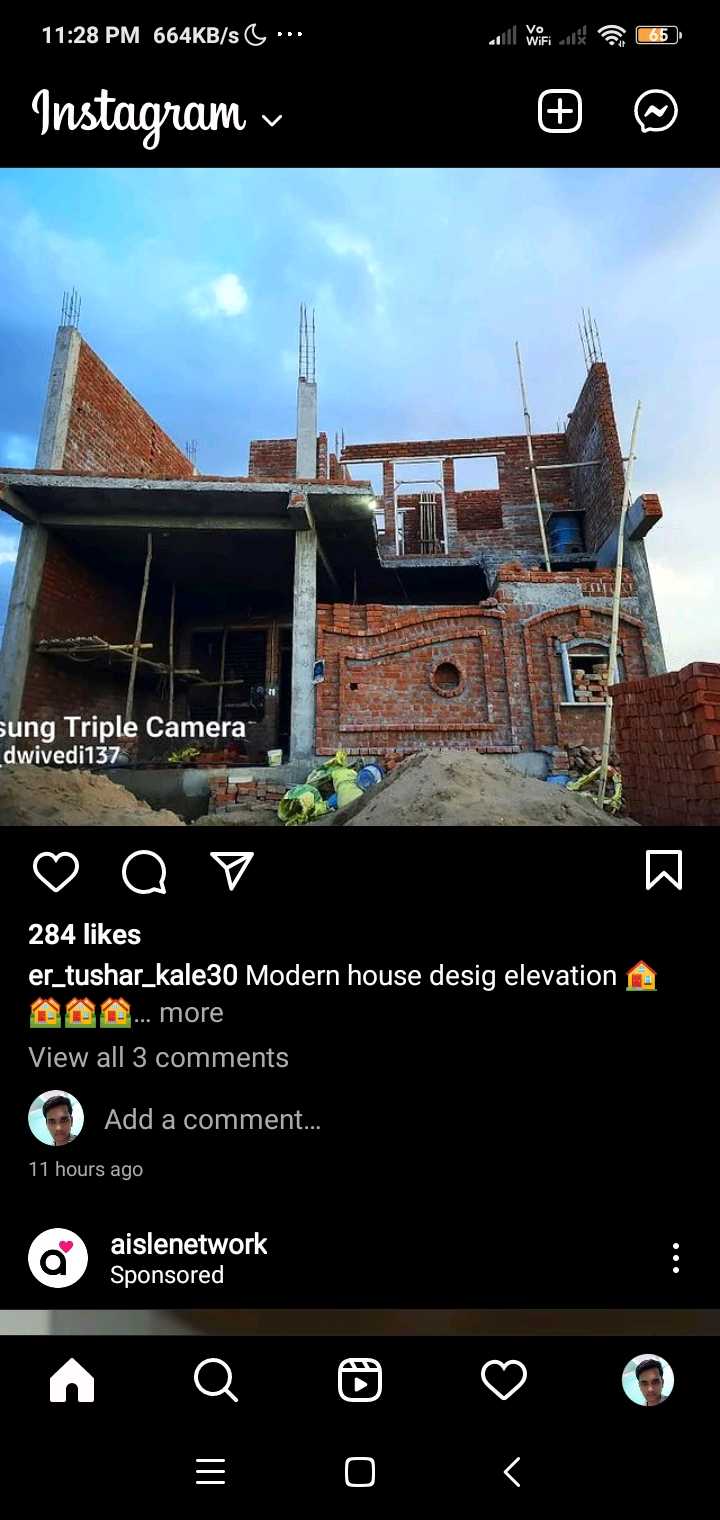 11:28 PM 664KB/s ...
Vo WiFi 65
Instagram
sung Triple Camera
_dwivedi137
284 likes
er_tushar_kale30 Modern house desig elevation 🏠
🏠🏠🏠... more
View all 3 comments
Add a comment...
11 hours ago
a
aislenetwork
Sponsored